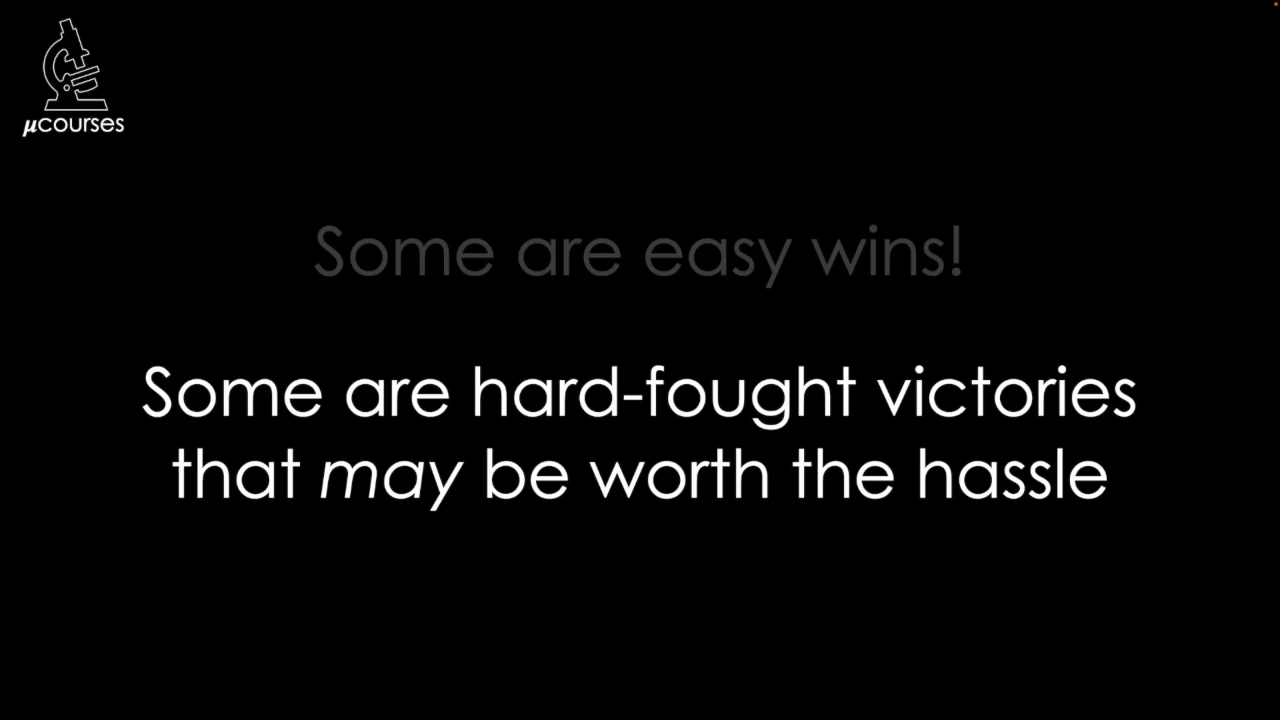 µcourses
Some are easy wins!
Some are hard-fought victories
that may be worth the hassle